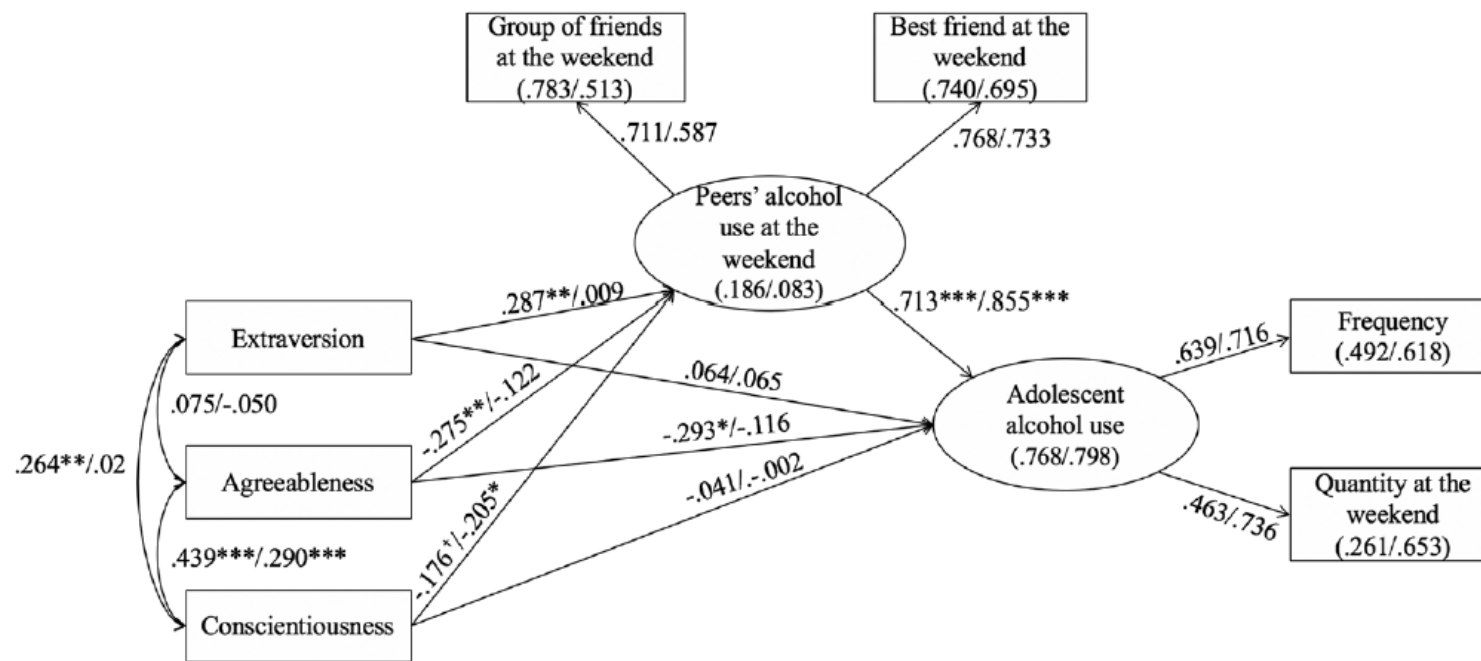 Group of friends
at the weekend
(.783/.513)
Best friend at the
weekend
(.740/.695)
.711/.587
.768/.733
Peers’ alcohol
use at the
weekend
(.186/.083)
.287**/.009
.713***/.855***
Extraversion
Frequency
(.492/.618)
.639/.716
.064/.065
.075/-.050
-.275**/-.122
Adolescent
alcohol use
(.768/.798)
-.293*/-.116
.264**/.02
Agreeableness
-.041/.-.002
.463/.736
Quantity at the
weekend
(.261/.653)
.439***/.290***
-.176†/-.205*
Conscientiousness